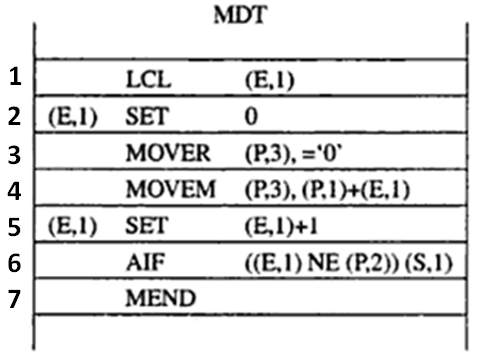 MDT
1 LCL (E,1)
2 (E,1) SET 0
3 MOVER (P,3), =‘0’
4 MOVEM (P,3), (P,1)+(E,1)
5 (E,1) SET (E,1)+1
6 AIF ((E,1) NE (P,2)) (S,1)
7 MEND